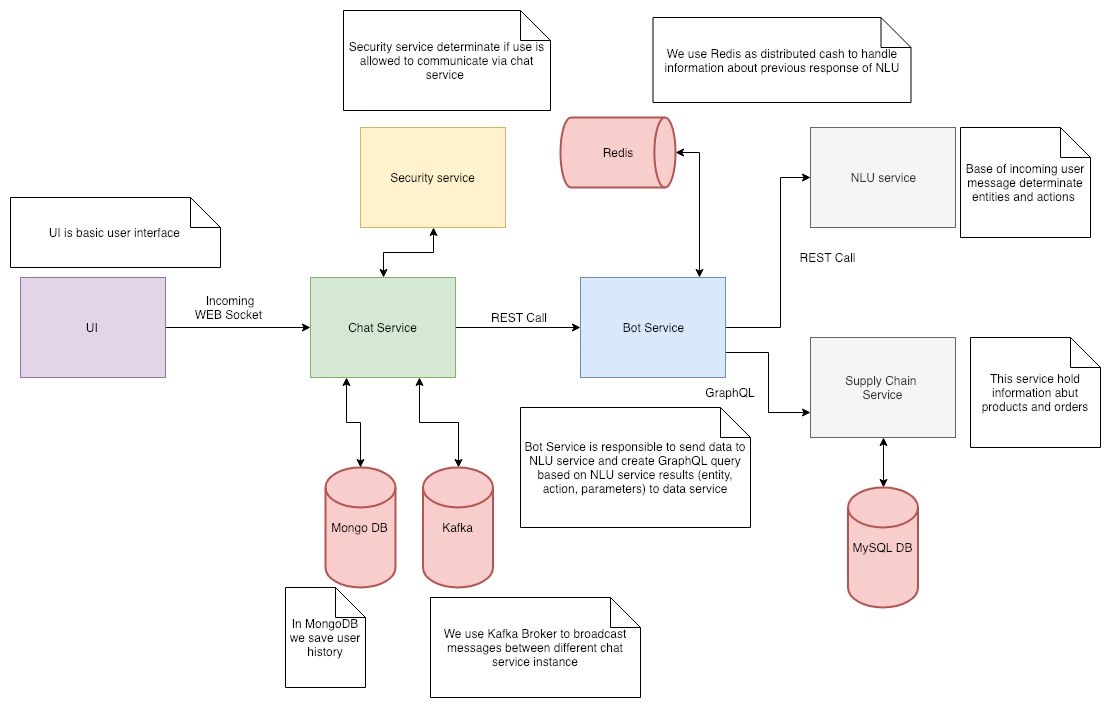 Security service determinate if use is
allowed to communicate via chat
service
We use Redis as distributed cash to handle
information about previous response of NLU
Security service
Redis
NLU service
Base of incoming user
message determinate
entities and actions
UI is basic user interface
REST Call
UI
Incoming
WEB Socket
Chat Service
REST Call
Bot Service
GraphQL
Supply Chain
Service
This service hold
information abut
products and orders
Bot Service is responsible to send data to
NLU service and create GraphQL query
based on NLU service results (entity,
action, parameters) to data service
Mongo DB
Kafka
MySQL DB
In MongoDB
we save user
history
We use Kafka Broker to broadcast
messages between different chat
service instance